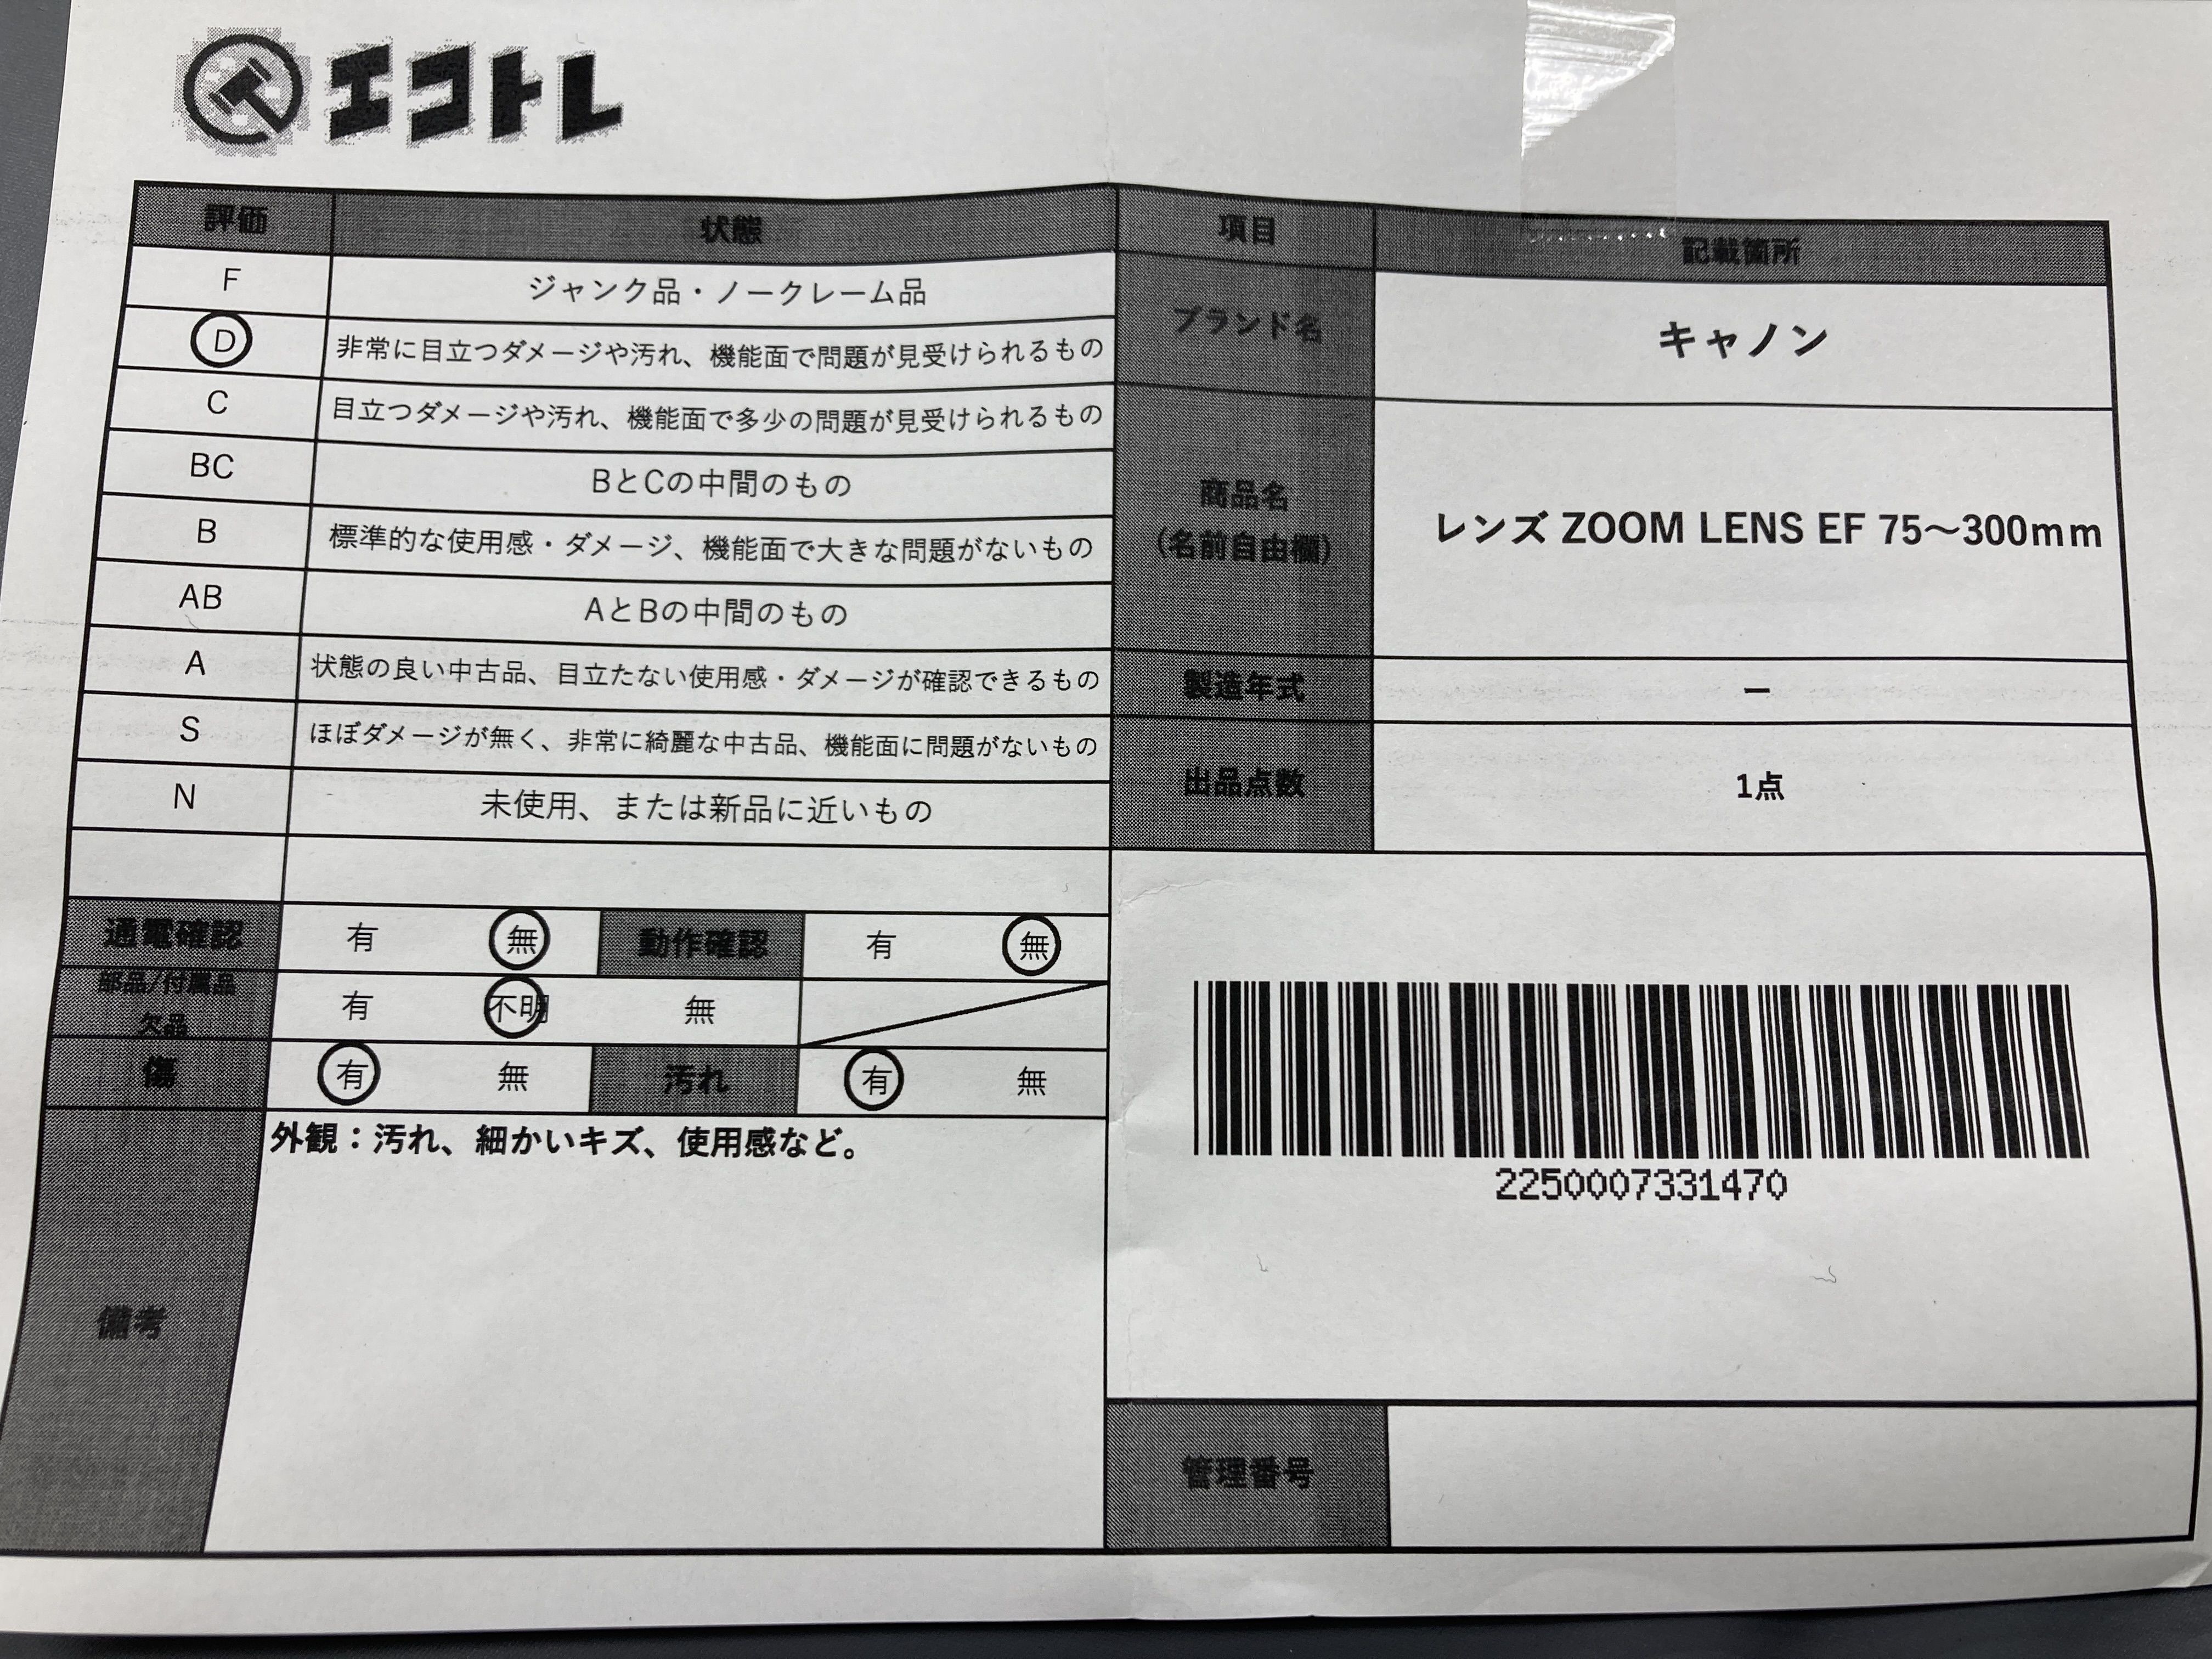 エコトレ
評価 状態
F ジャンク品・ノークレーム品
D 非常に目立つダメージや汚れ、機能面で問題が見受けられるもの
C 目立つダメージや汚れ、機能面で多少の問題が見受けられるもの
BC BとCの中間のもの
B 標準的な使用感・ダメージ、機能面で大きな問題がないもの
AB AとBの中間のもの
A 状態の良い中古品、目立たない使用感・ダメージが確認できるもの
S ほぼダメージが無く、非常に綺麗な中古品、機能面に問題がないもの
N 未使用、または新品に近いもの
通電確認 有 無 動作確認 有 無
部品/付属品
欠品
有 不明 無
傷 有 無 汚れ 有 無
備考
外観：汚れ、細かいキズ、使用感など。
項目 記載箇所
ブランド名 キャノン
商品名
(名前自由欄)
レンズ ZOOM LENS EF 75～300mm
製造年式 ー
出品点数 1点
2250007331470
管理番号